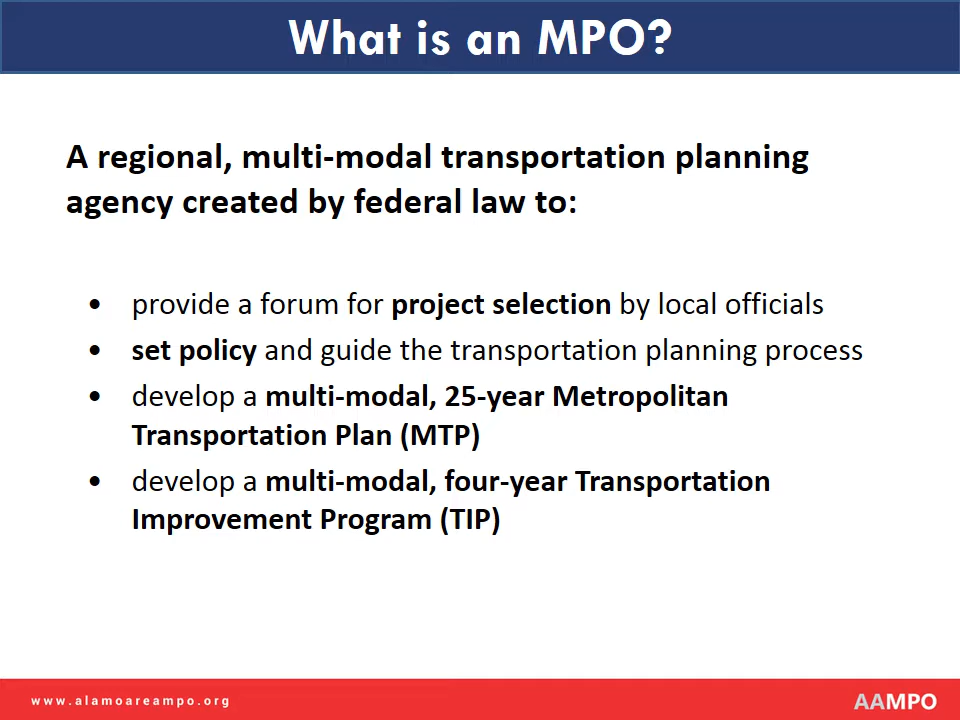 What is an MPO?
A regional, multi-modal transportation planning
agency created by federal law to:
• provide a forum for project selection by local officials
• set policy and guide the transportation planning process
• develop a multi-modal, 25-year Metropolitan
Transportation Plan (MTP)
• develop a multi-modal, four-year Transportation
Improvement Program (TIP)
www.alamoareampo.org
AAMPO